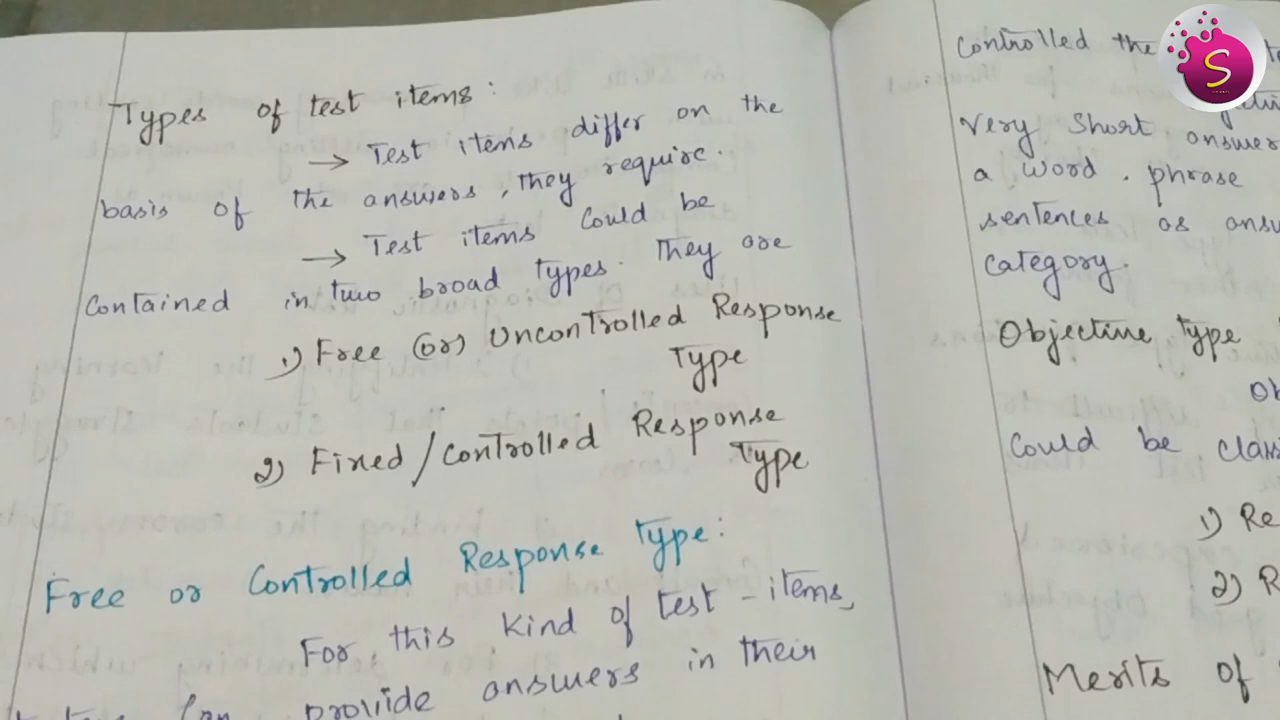 Types of test items:
→ Test items differ on the
basis of the answers, they require.
→ Test items could be
contained in two broad types. They are
1) Free (or) Uncontrolled Response
Type
2) Fixed/Controlled Response
Type
Free or Controlled Response Type:
For this kind of test-items,
can provide answers in their
Controlled the
Very short answer
a word. phrase
sentences as
category.
Objective type
Could be
1) Re
2) R
Merits of
S